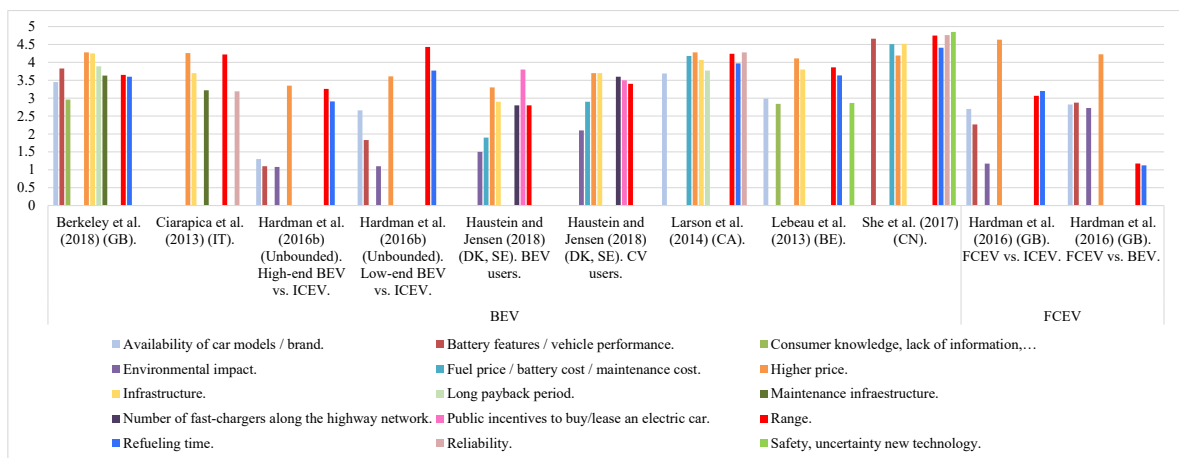 5
4.5
4
3.5
3
2.5
2
1.5
1
0.5
0
Berkeley et al. (2018) (GB).
Ciarapica et al. (2013) (IT).
Hardman et al. (2016b) (Unbounded). High-end BEV vs. ICEV.
Hardman et al. (2016b) (Unbounded). Low-end BEV vs. ICEV.
Haustein and Jensen (2018) (DK, SE). BEV users.
Haustein and Jensen (2018) (DK, SE). CV users.
Larson et al. (2014) (CA).
Lebeau et al. (2013) (BE).
She et al. (2017) (CN).
Hardman et al. (2016) (GB). FCEV vs. ICEV.
Hardman et al. (2016) (GB). FCEV vs. BEV.
BEV
FCEV
Availability of car models / brand.
Battery features / vehicle performance.
Consumer knowledge, lack of information,…
Environmental impact.
Fuel price / battery cost / maintenance cost.
Higher price.
Infrastructure.
Long payback period.
Maintenance infraestructure.
Number of fast-chargers along the highway network.
Public incentives to buy/lease an electric car.
Range.
Refueling time.
Reliability.
Safety, uncertainty new technology.